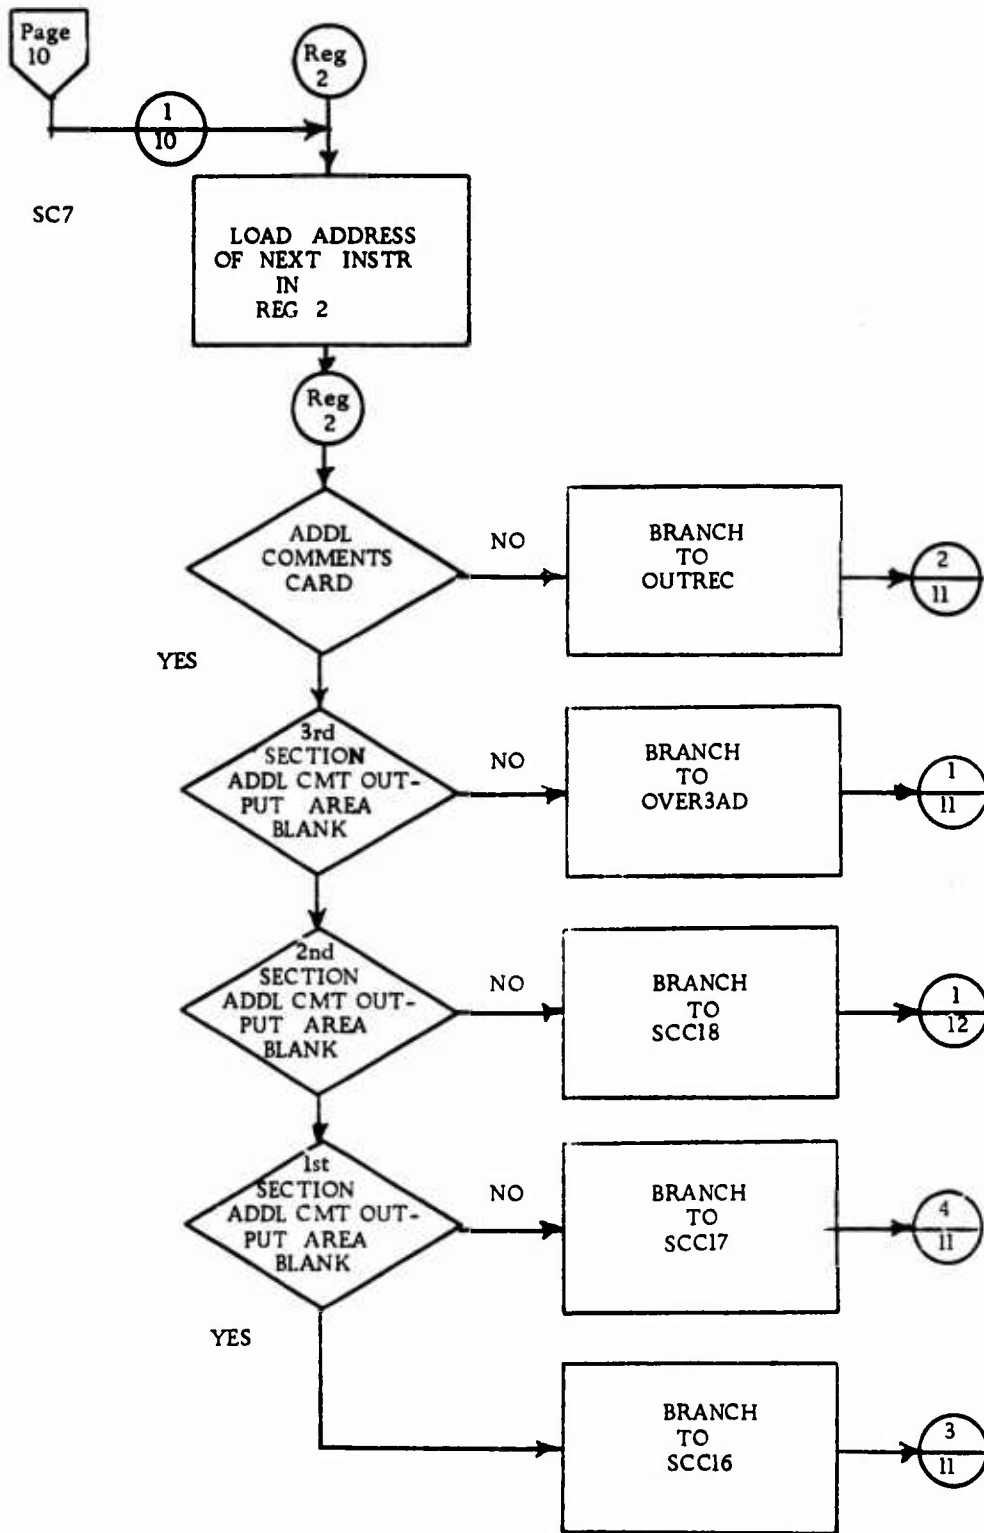 Page
10
Reg
2
1
10
SC7
LOAD ADDRESS
OF NEXT INSTR
IN
REG 2
Reg
2
ADDL
COMMENTS
CARD
NO
BRANCH
TO
OUTREC
2
11
YES
3rd
SECTION
ADDL CMT OUT-
PUT AREA
BLANK
NO
BRANCH
TO
OVER3AD
1
11
2nd
SECTION
ADDL CMT OUT-
PUT AREA
BLANK
NO
BRANCH
TO
SCC18
1
12
1st
SECTION
ADDL CMT OUT-
PUT AREA
BLANK
NO
BRANCH
TO
SCC17
4
11
YES
BRANCH
TO
SCC16
3
11